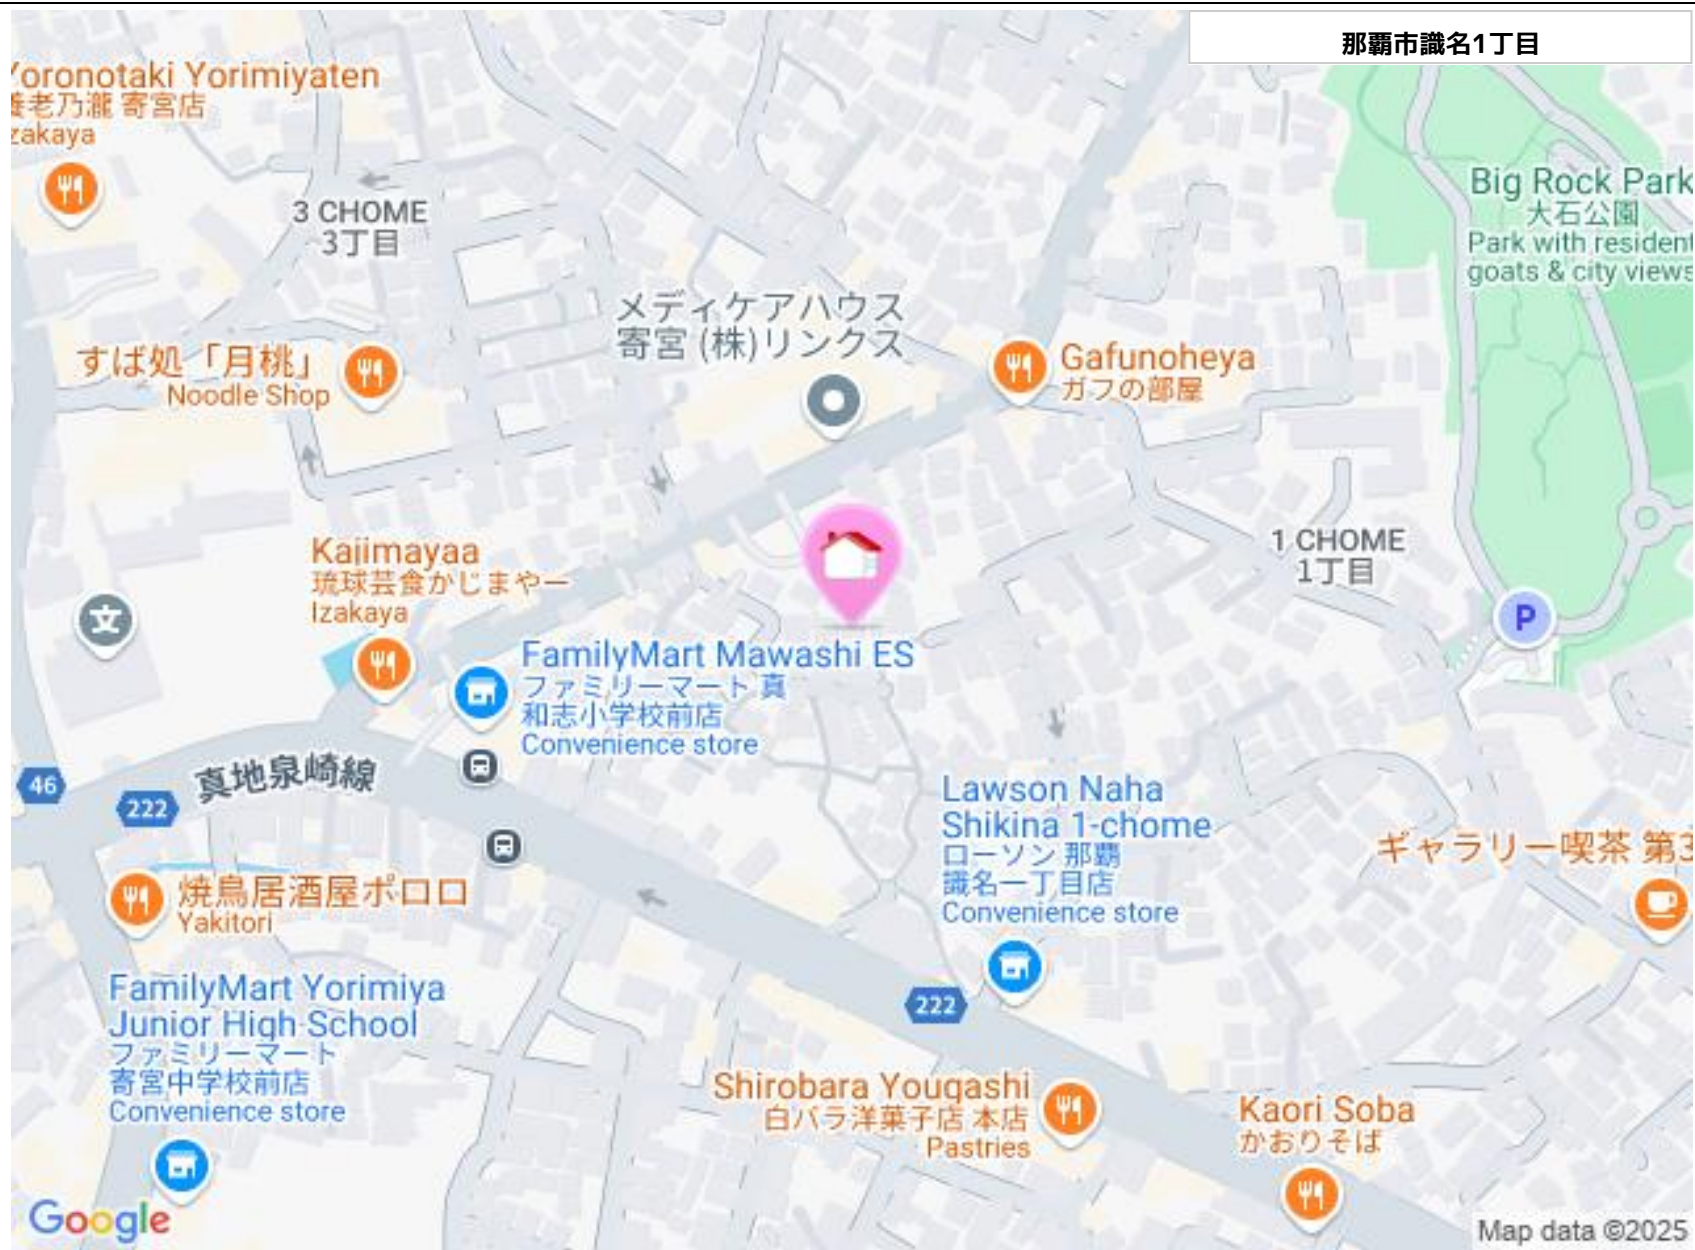 那覇市識名1丁目
Yoronotaki Yorimiyaten
養老乃瀧 寄宮店
zakaya
3 CHOME
3丁目
Big Rock Park
大石公園
Park with resident
goats & city views
メディケアハウス
寄宮 (株)リンクス
すば処「月桃」
Noodle Shop
Gafunoheya
ガフの部屋
1 CHOME
1丁目
Kajimayaa
琉球芸食かじまやー
Izakaya
文
P
FamilyMart Mawashi ES
ファミリーマート 真
和志小学校前店
Convenience store
46
222
真地泉崎線
Lawson Naha
Shikina 1-chome
ローソン 那覇
識名一丁目店
Convenience store
ギャラリー喫茶 第3
焼鳥居酒屋ポロロ
Yakitori
FamilyMart Yorimiya
Junior High School
ファミリーマート
寄宮中学校前店
Convenience store
222
Shirobara Yougashi
白バラ洋菓子店 本店
Pastries
Kaori Soba
かおりそば
Google
Map data ©2025